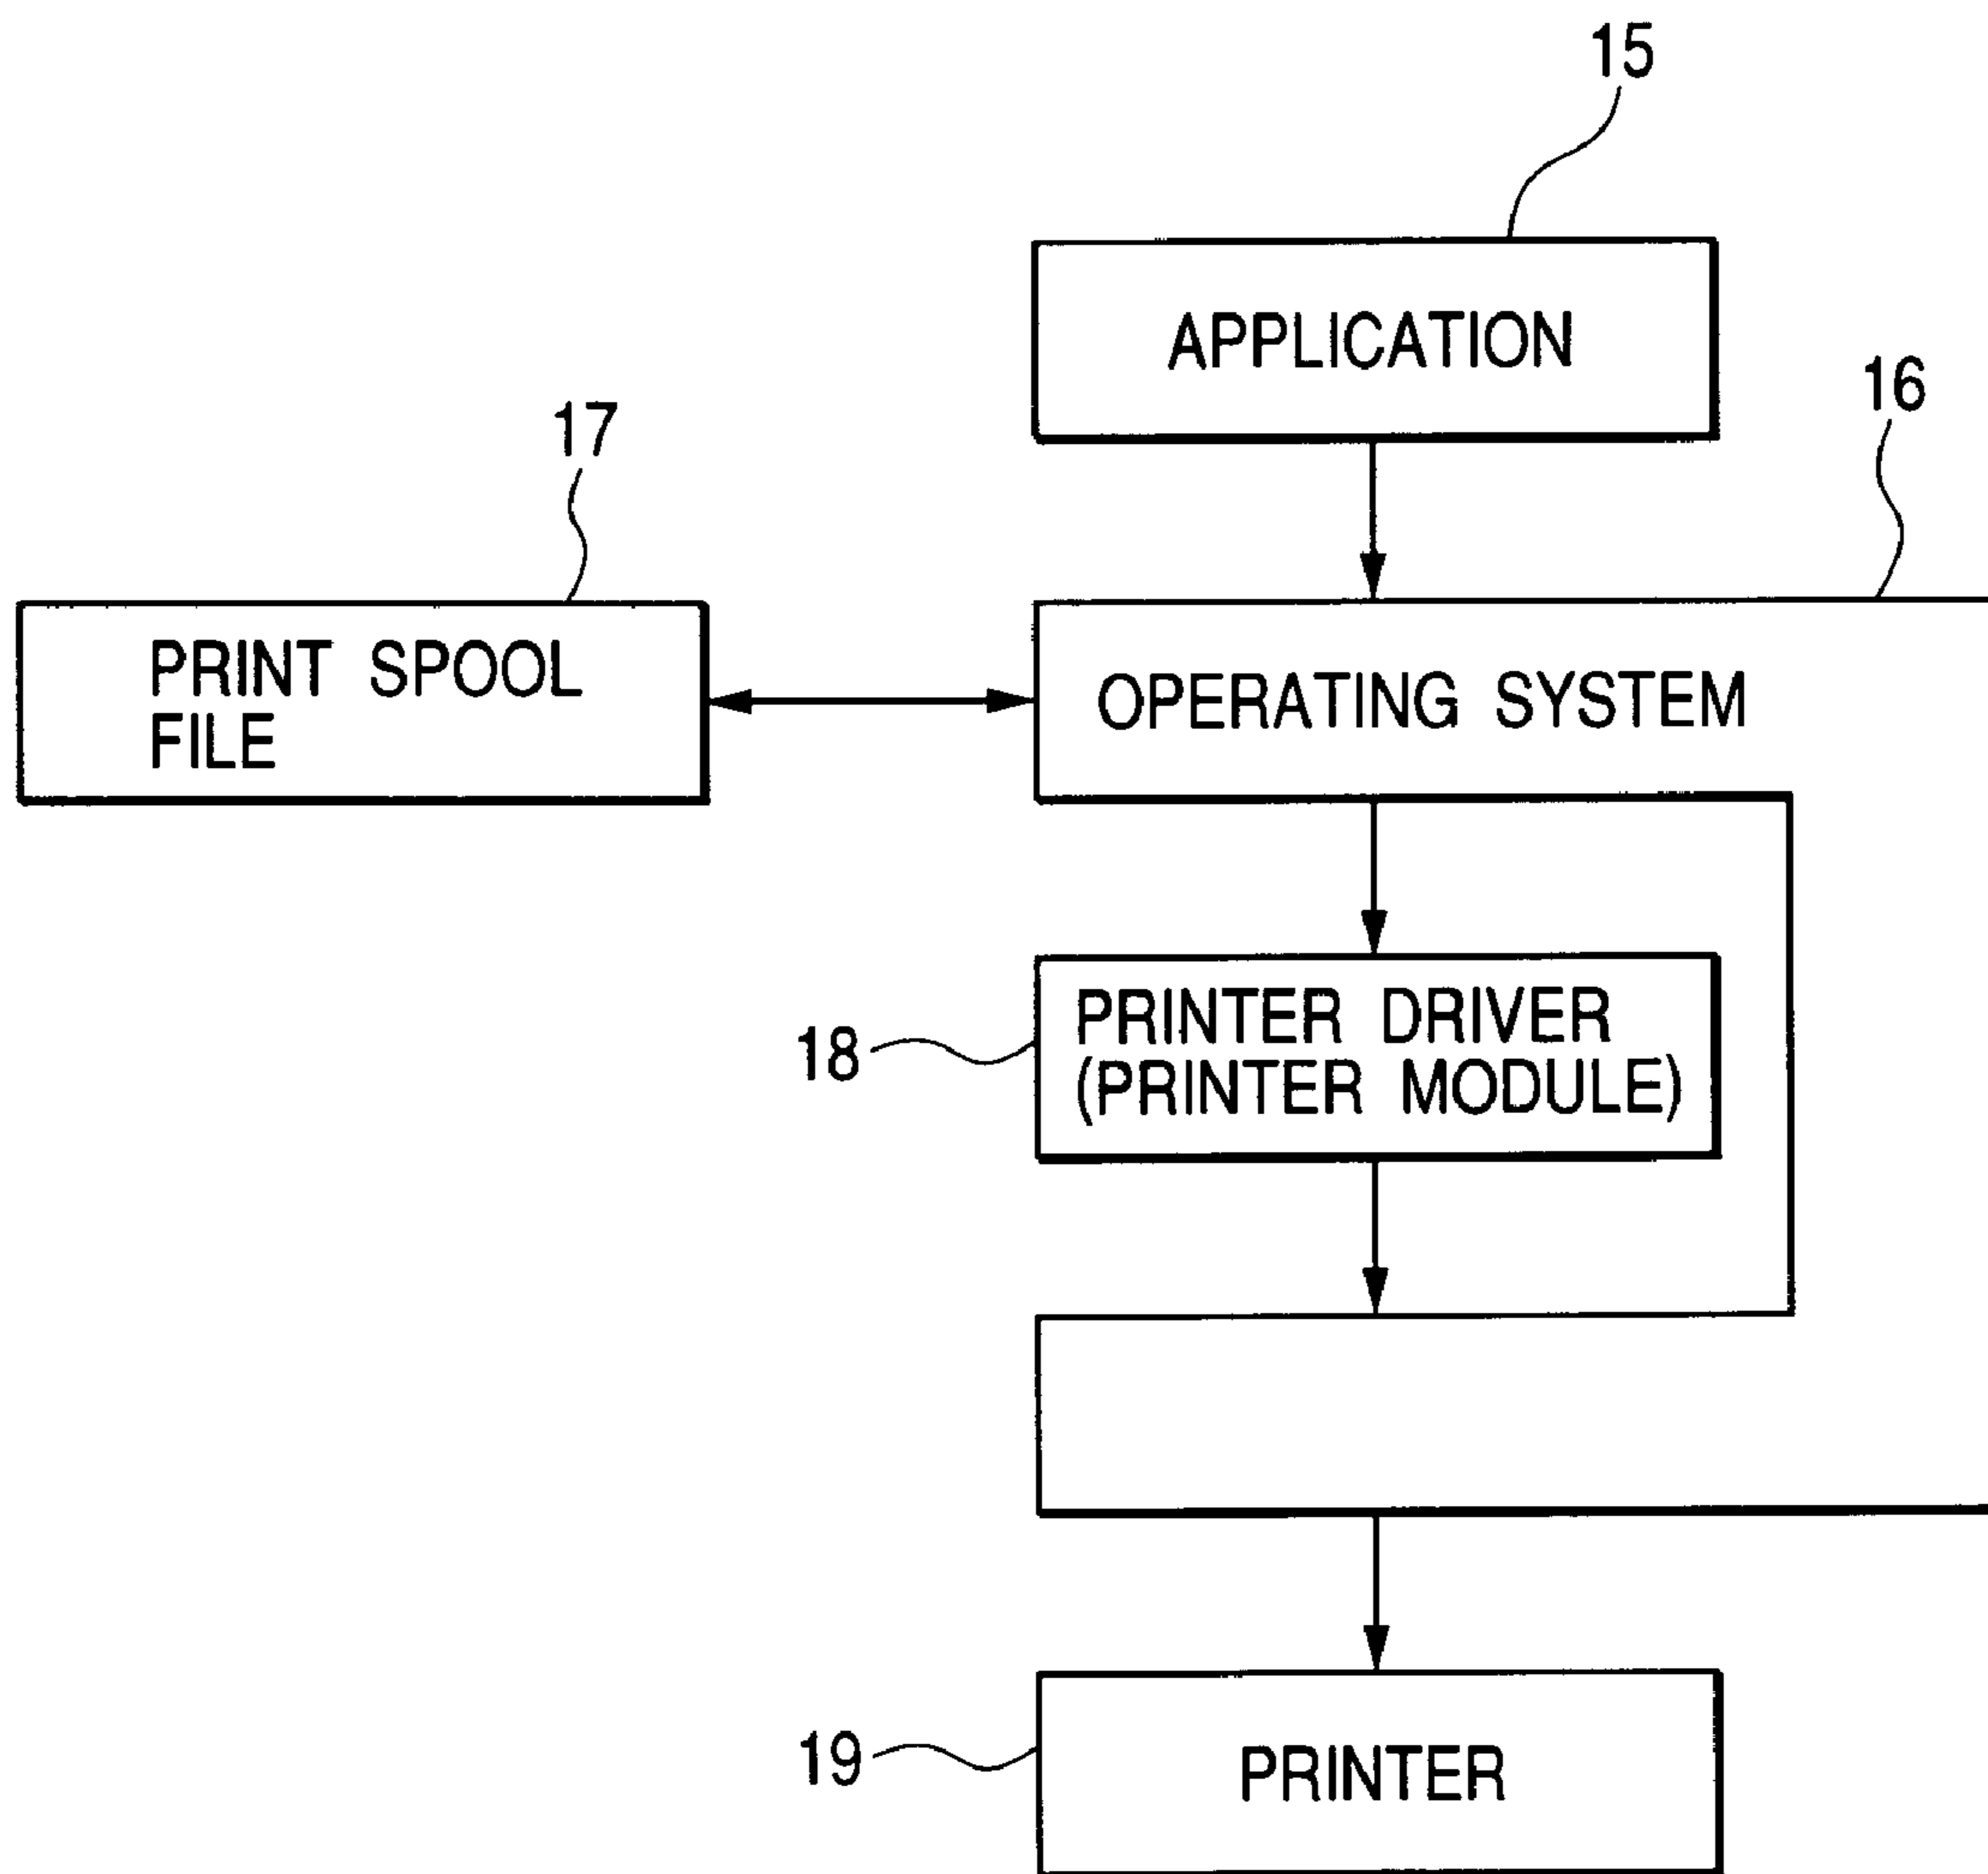 15
APPLICATION
16
17
PRINT SPOOL
FILE
OPERATING SYSTEM
18
PRINTER DRIVER
(PRINTER MODULE)
19
PRINTER